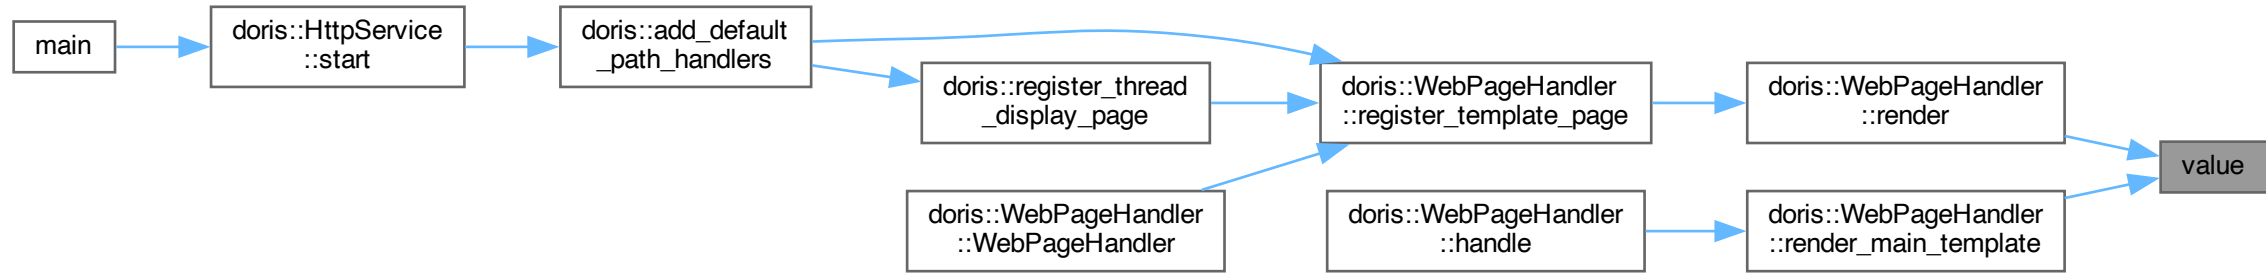 main
doris::HttpService
::start
doris::add_default
_path_handlers
doris::register_thread
_display_page
doris::WebPageHandler
::WebPageHandler
doris::WebPageHandler
::register_template_page
doris::WebPageHandler
::handle
doris::WebPageHandler
::render
doris::WebPageHandler
::render_main_template
value